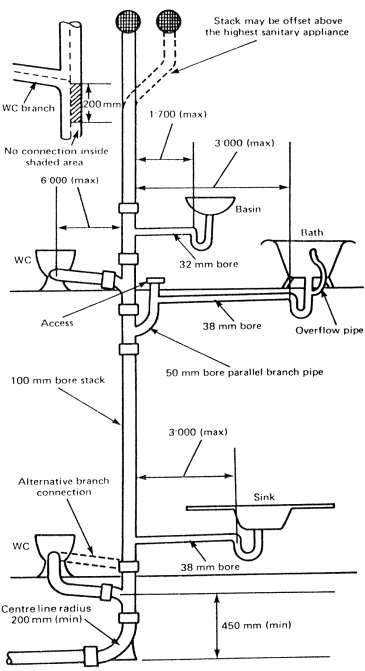 Stack may be offset above
the highest sanitary appliance
WC branch
200mm
No connection inside
shaded area
1·700 (max)
3·000 (max)
6·000 (max)
Basin
Bath
WC
32 mm bore
Access
38 mm bore
Overflow pipe
50 mm bore parallel branch pipe
100 mm bore stack
3·000 (max)
Alternative branch
connection
Sink
WC
38 mm bore
Centre line radius
200 mm (min)
450 mm (min)